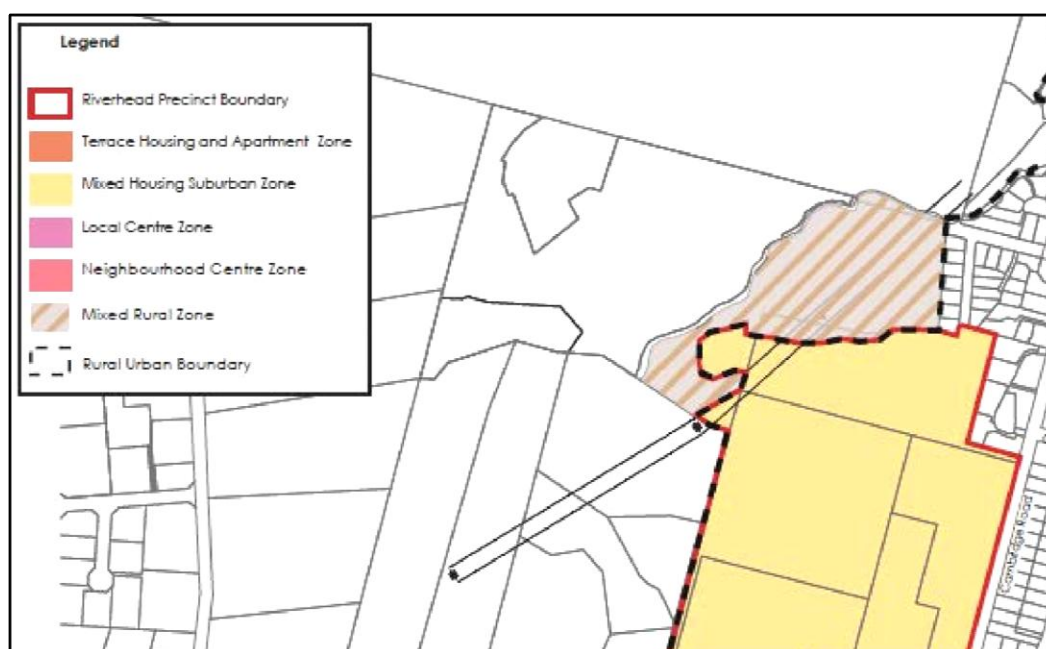 Legend
Riverhead Precinct Boundary
Terrace Housing and Apartment Zone
Mixed Housing Suburban Zone
Local Centre Zone
Neighbourhood Centre Zone
Mixed Rural Zone
Rural Urban Boundary
Cambridge Road